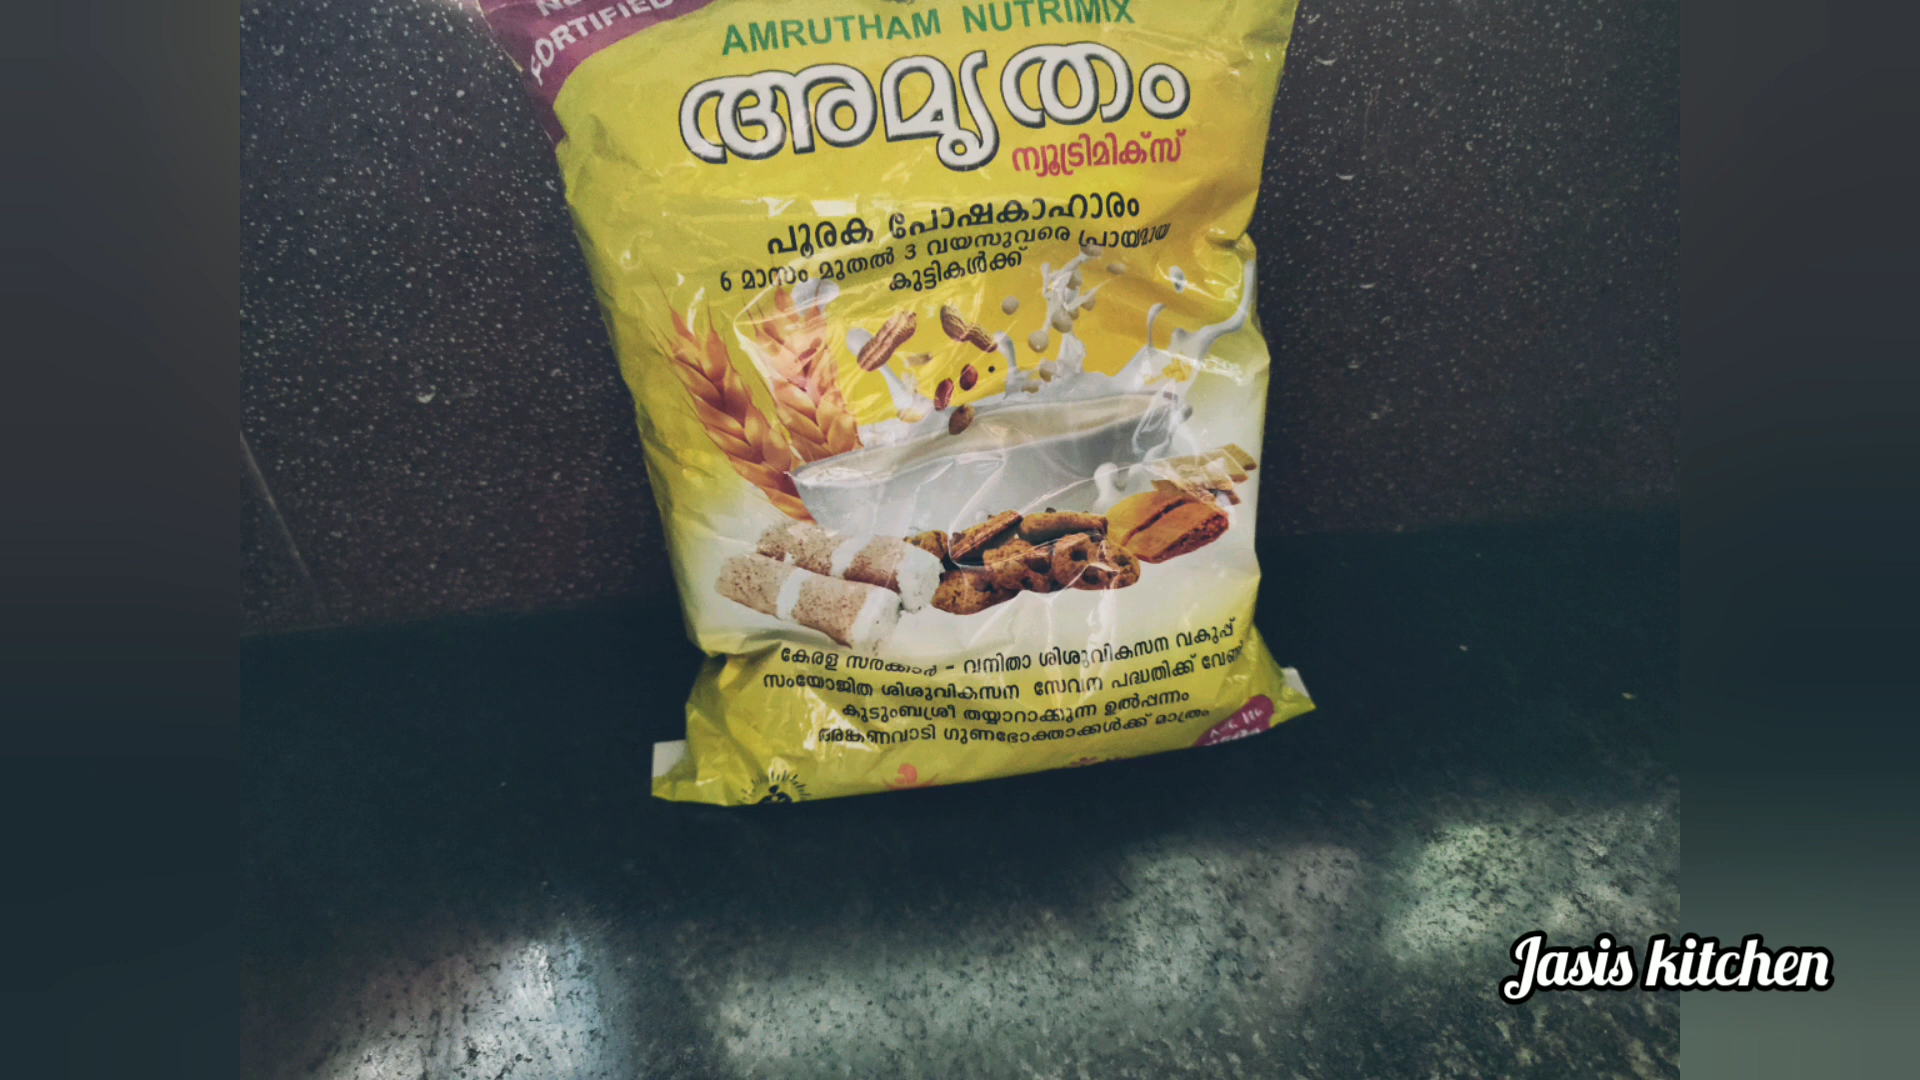 FORTIFIED
AMRUTHAM NUTRIMIX
അമൃതം
ന്യൂട്രിമിക്സ്
പൂരക പോഷകാഹാരം
6 മാസം മുതൽ 3 വയസുവരെ പ്രായമായ
കുട്ടികൾക്ക്
കേരള സർക്കാർ - വനിതാ ശിശുവികസന വകുപ്പ്
സംയോജിത ശിശുവികസന സേവന പദ്ധതിക്ക്
കുടുംബശ്രീ തയ്യാറാക്കുന്ന ഉൽപ്പന്നം
അങ്കണവാടി ഗുണഭോക്താക്കൾക്ക് മാത്രം
Jasis kitchen